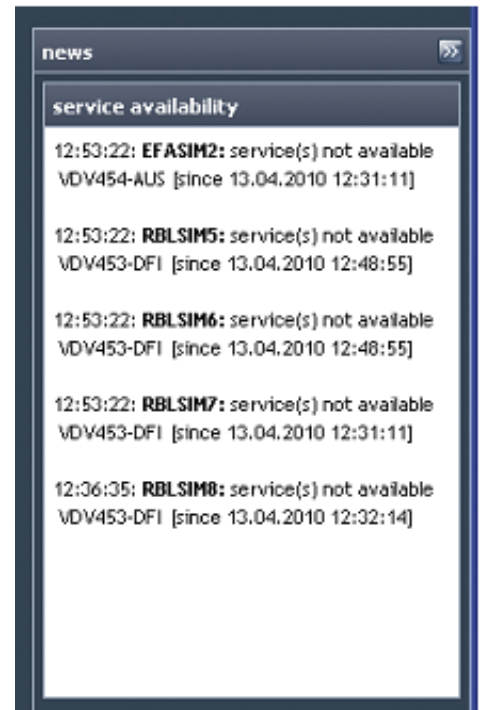 news
service availability
12:53:22: EFASIM2: service(s) not available
VDV454-AUS [since 13.04.2010 12:31:11]
12:53:22: RBLSIM5: service(s) not available
VDV453-DFI [since 13.04.2010 12:48:55]
12:53:22: RBLSIM6: service(s) not available
VDV453-DFI [since 13.04.2010 12:48:55]
12:53:22: RBLSIM7: service(s) not available
VDV453-DFI [since 13.04.2010 12:31:11]
12:36:35: RBLSIM8: service(s) not available
VDV453-DFI [since 13.04.2010 12:32:14]